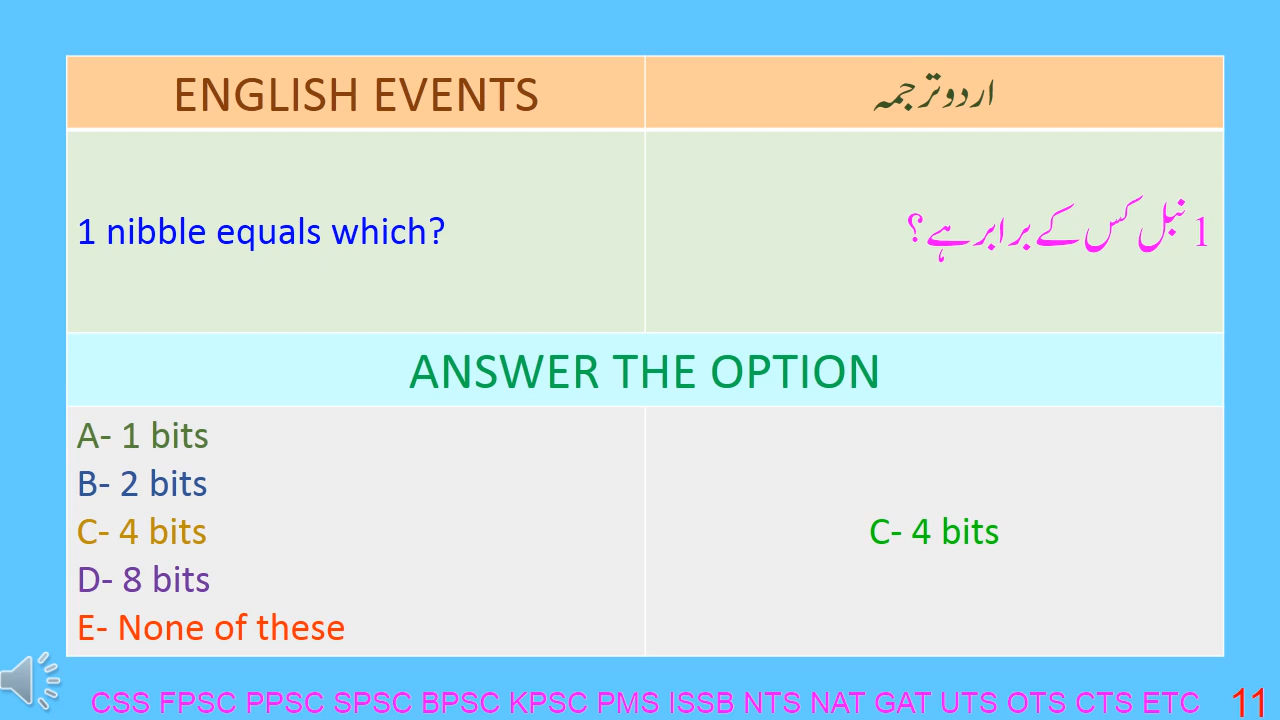 ENGLISH EVENTS
اردو ترجمہ
1 nibble equals which?
1 نبل کس کے برابر ہے؟
ANSWER THE OPTION
A- 1 bits
B- 2 bits
C- 4 bits
D- 8 bits
E- None of these
C- 4 bits
CSS FPSC PPSC SPSC BPSC KPSC PMS ISSB NTS NAT GAT UTS OTS CTS ETC
11